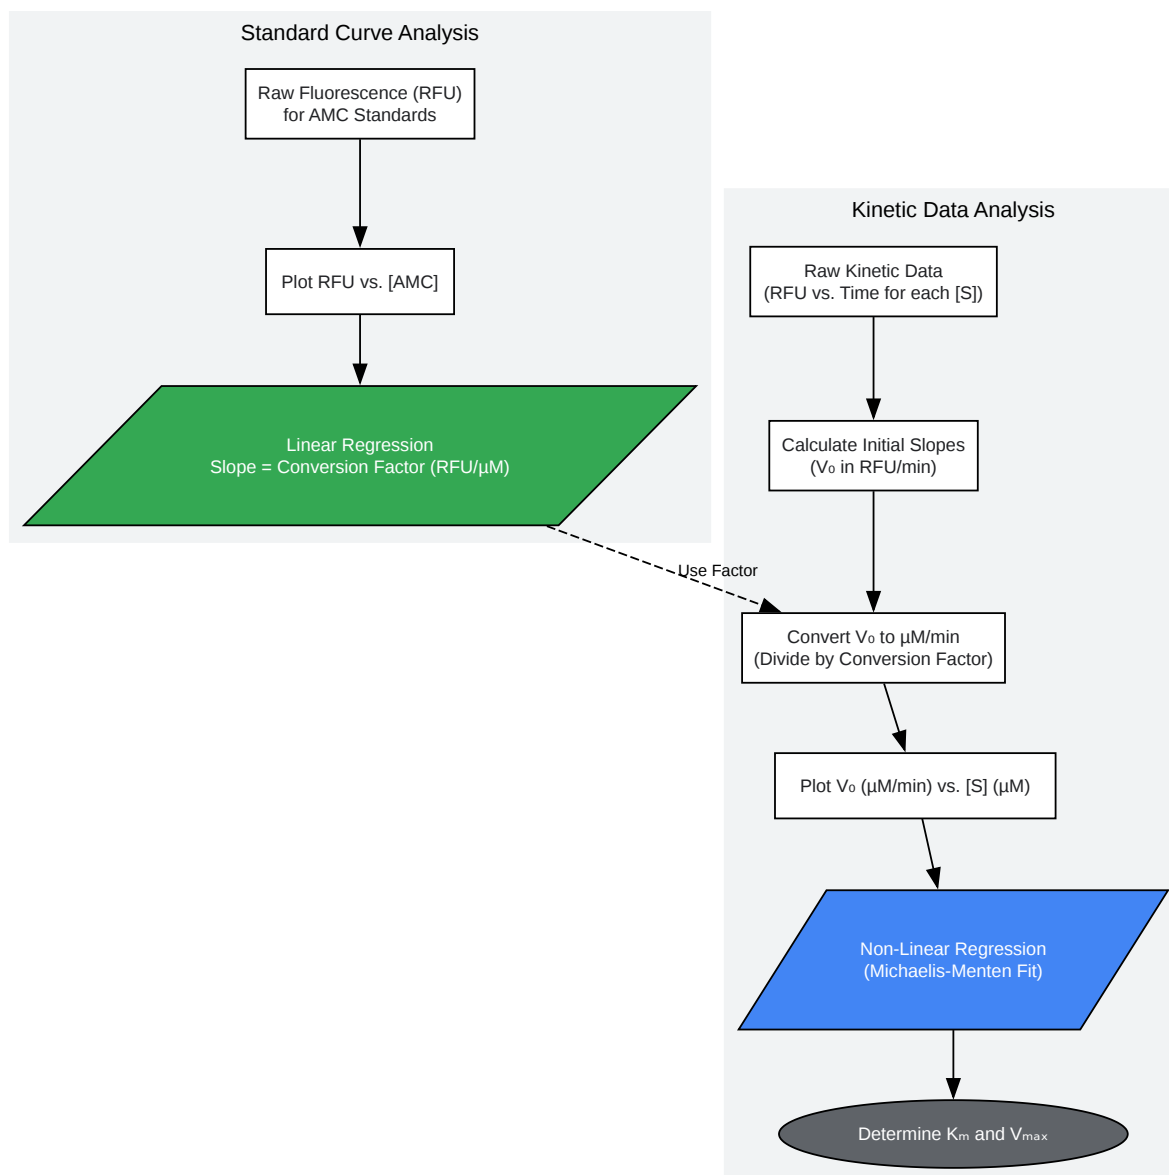 Standard Curve Analysis
Raw Fluorescence (RFU)
for AMC Standards
Plot RFU vs. [AMC]
Linear Regression
Slope = Conversion Factor (RFU/µM)
Use Factor
Kinetic Data Analysis
Raw Kinetic Data
(RFU vs. Time for each [S])
Calculate Initial Slopes
(V₀ in RFU/min)
Convert V₀ to µM/min
(Divide by Conversion Factor)
Plot V₀ (µM/min) vs. [S] (µM)
Non-Linear Regression
(Michaelis-Menten Fit)
Determine Kₘ and Vₘₐₓ